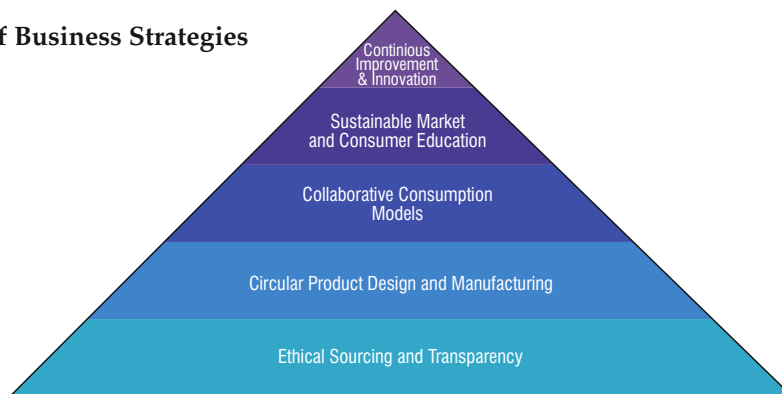 f Business Strategies
Continious
Improvement
& Innovation
Sustainable Market
and Consumer Education
Collaborative Consumption
Models
Circular Product Design and Manufacturing
Ethical Sourcing and Transparency